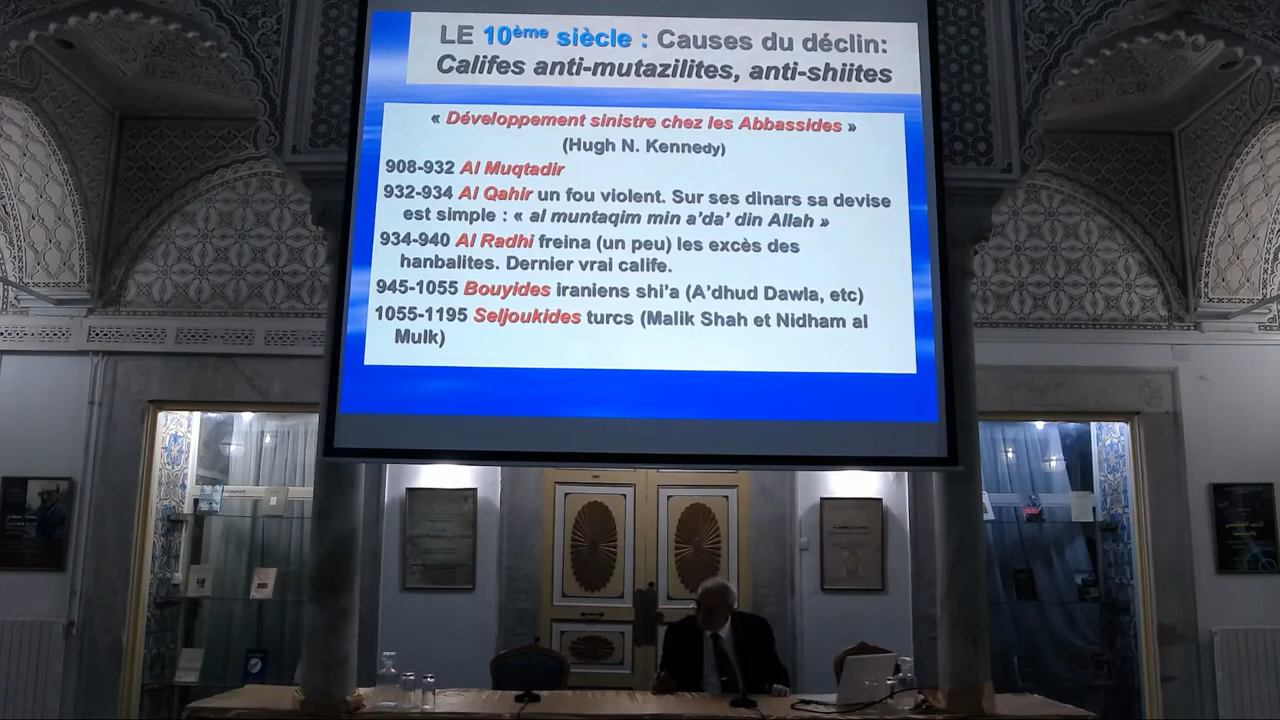 LE 10ème siècle : Causes du déclin:
Califes anti-mutazilites, anti-shiites
« Développement sinistre chez les Abbassides »
(Hugh N. Kennedy)
908-932 Al Muqtadir
932-934 Al Qahir un fou violent. Sur ses dinars sa devise
est simple : « al muntaqim min a'da' din Allah »
934-940 Al Radhi freina (un peu) les excès des
hanbalites. Dernier vrai calife.
945-1055 Bouyides iraniens shi'a (A'dhud Dawla, etc)
1055-1195 Seljoukides turcs (Malik Shah et Nidham al
Mulk)